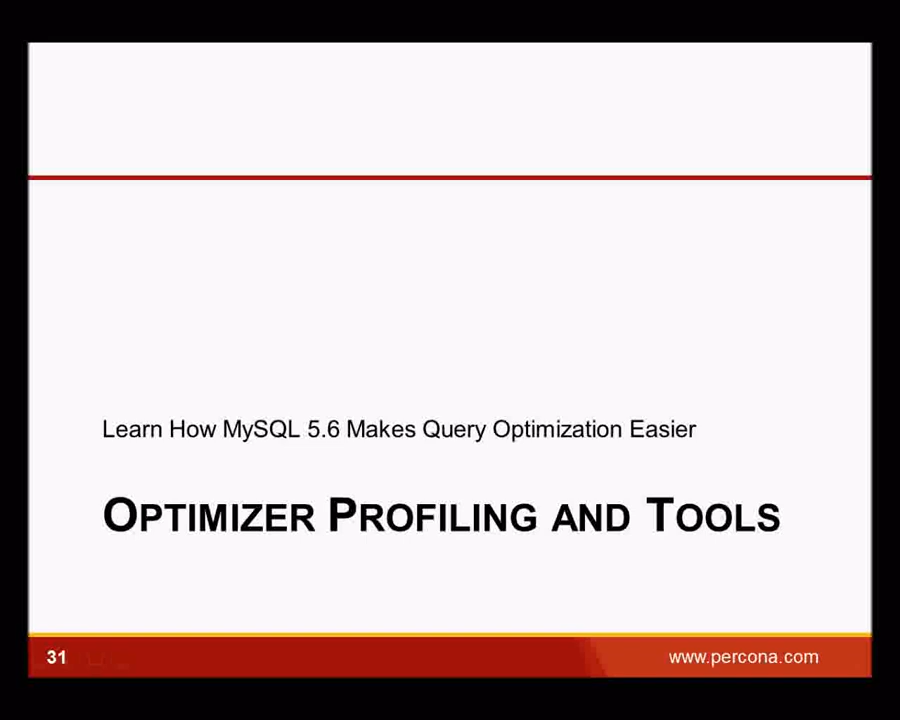 Learn How MySQL 5.6 Makes Query Optimization Easier
OPTIMIZER PROFILING AND TOOLS
31
www.percona.com